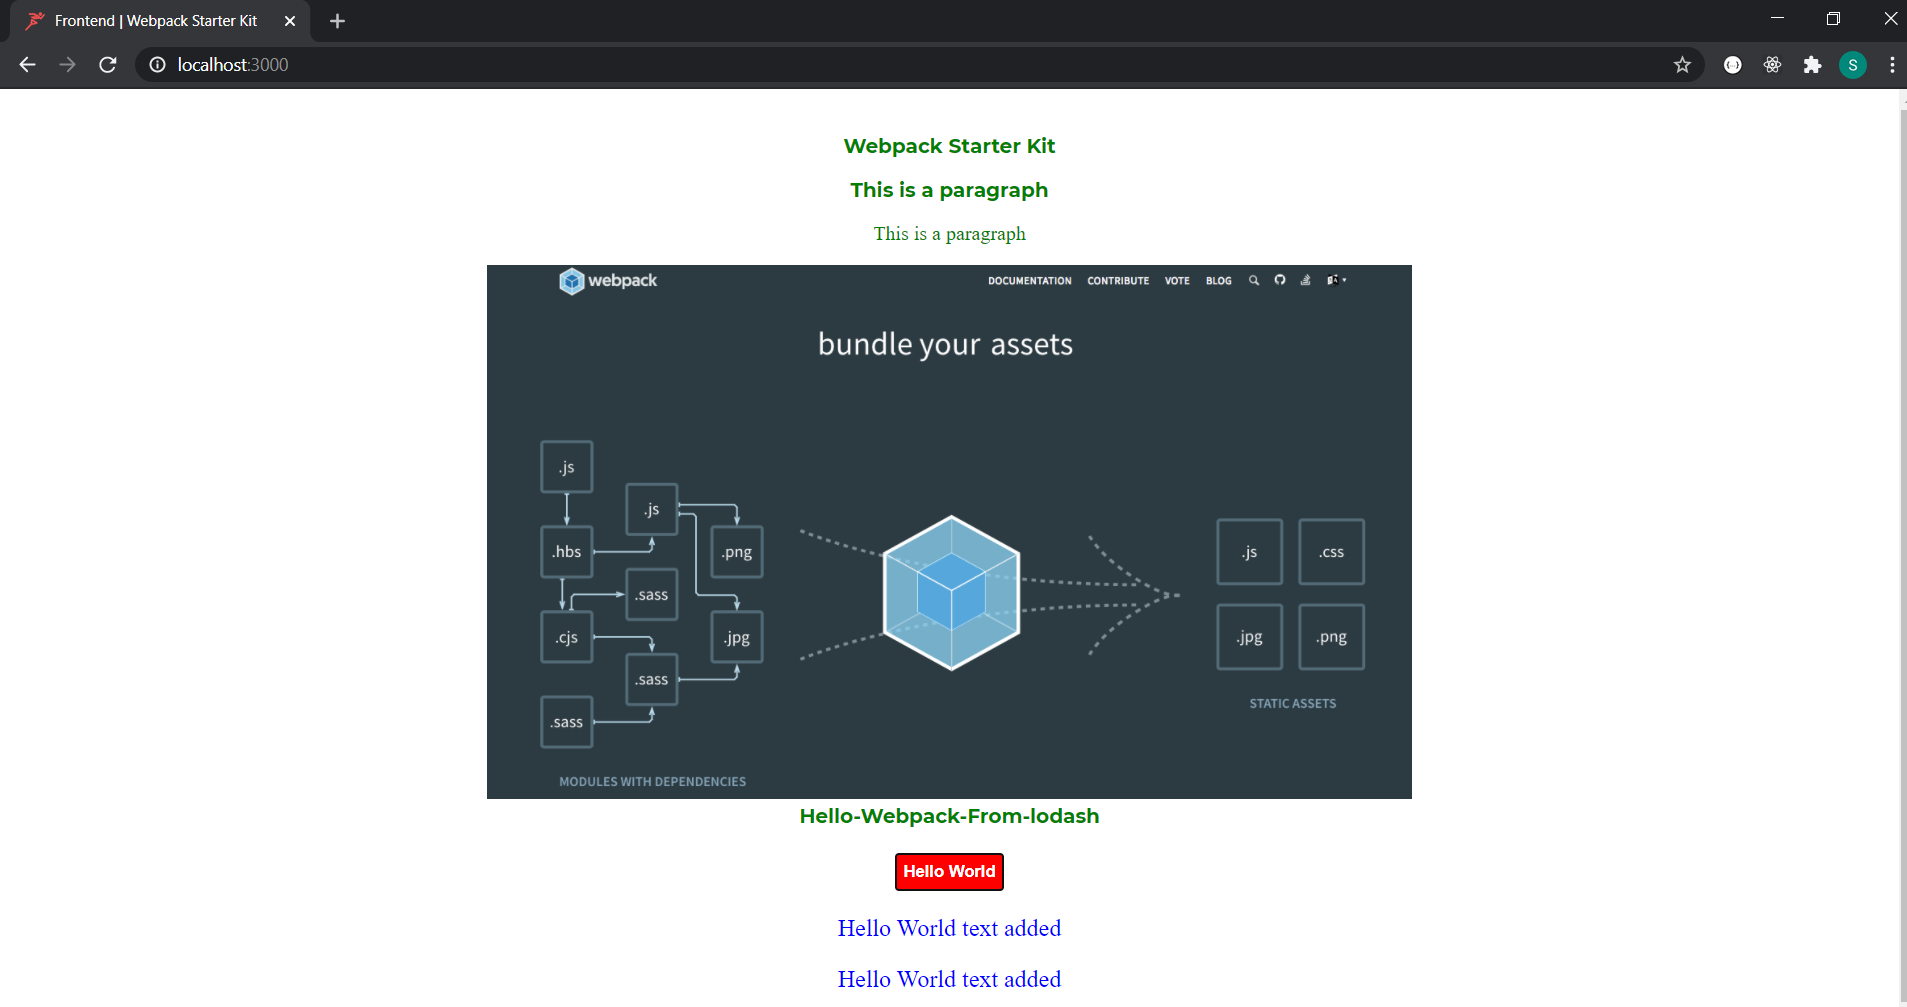 Frontend | Webpack Starter Kit
localhost:3000
S
Webpack Starter Kit
This is a paragraph
This is a paragraph
webpack
DOCUMENTATION CONTRIBUTE VOTE BLOG
bundle your assets
.js
.js
.hbs
.png
.sass
.cjs
.jpg
.sass
.sass
MODULES WITH DEPENDENCIES
.js
.css
.jpg
.png
STATIC ASSETS
Hello-Webpack-From-lodash
Hello World
Hello World text added
Hello World text added